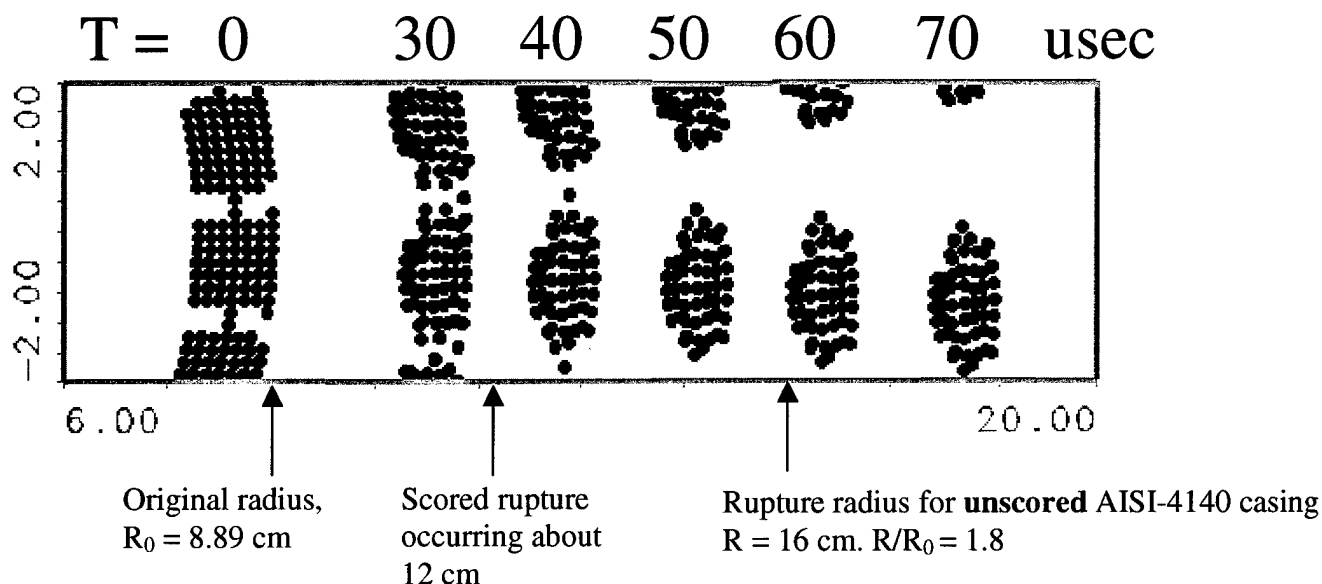 T = 0 30 40 50 60 70 usec
2.00
-2.00
6.00 20.00
Original radius,
R₀ = 8.89 cm
Scored rupture
occurring about
12 cm
Rupture radius for unscored AISI-4140 casing
R = 16 cm. R/R₀ = 1.8